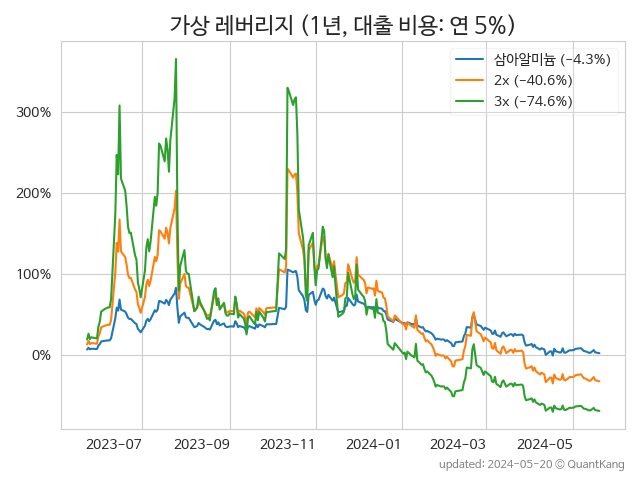 가상 레버리지 (1년, 대출 비용: 연 5%)
삼아알미늄 (−4.3%)
2x (−40.6%)
3x (−74.6%)
300%
200%
100%
0%
2023-07 2023-09 2023-11 2024-01 2024-03 2024-05
updated: 2024-05-20 © QuantKang